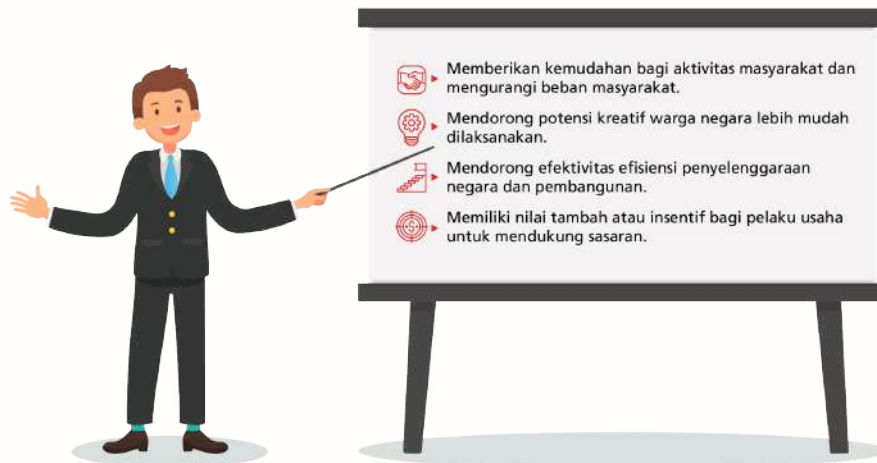 Memberikan kemudahan bagi aktivitas masyarakat dan
mengurangi beban masyarakat.
Mendorong potensi kreatif warga negara lebih mudah
dilaksanakan.
Mendorong efektivitas efisiensi penyelenggaraan
negara dan pembangunan.
Memiliki nilai tambah atau insentif bagi pelaku usaha
untuk mendukung sasaran.